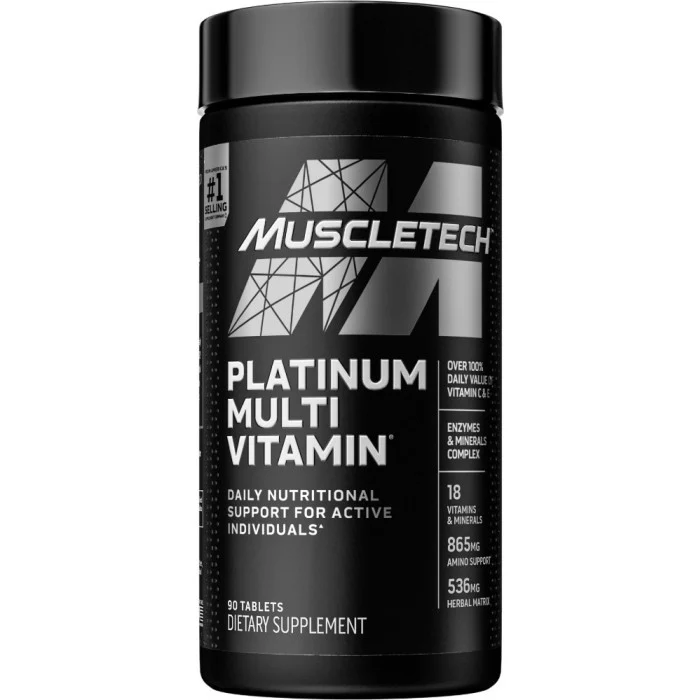 #1
SELLING
MUSCLETECH
PLATINUM
MULTI
VITAMIN
DAILY NUTRITIONAL
SUPPORT FOR ACTIVE
INDIVIDUALS▲
90 TABLETS
DIETARY SUPPLEMENT
OVER 100%
DAILY VALUE
VITAMIN C & E
ENZYMES
& MINERALS
COMPLEX
18
VITAMINS
& MINERALS
865MG
AMINO SUPPORT
536MG
HERBAL MATRIX